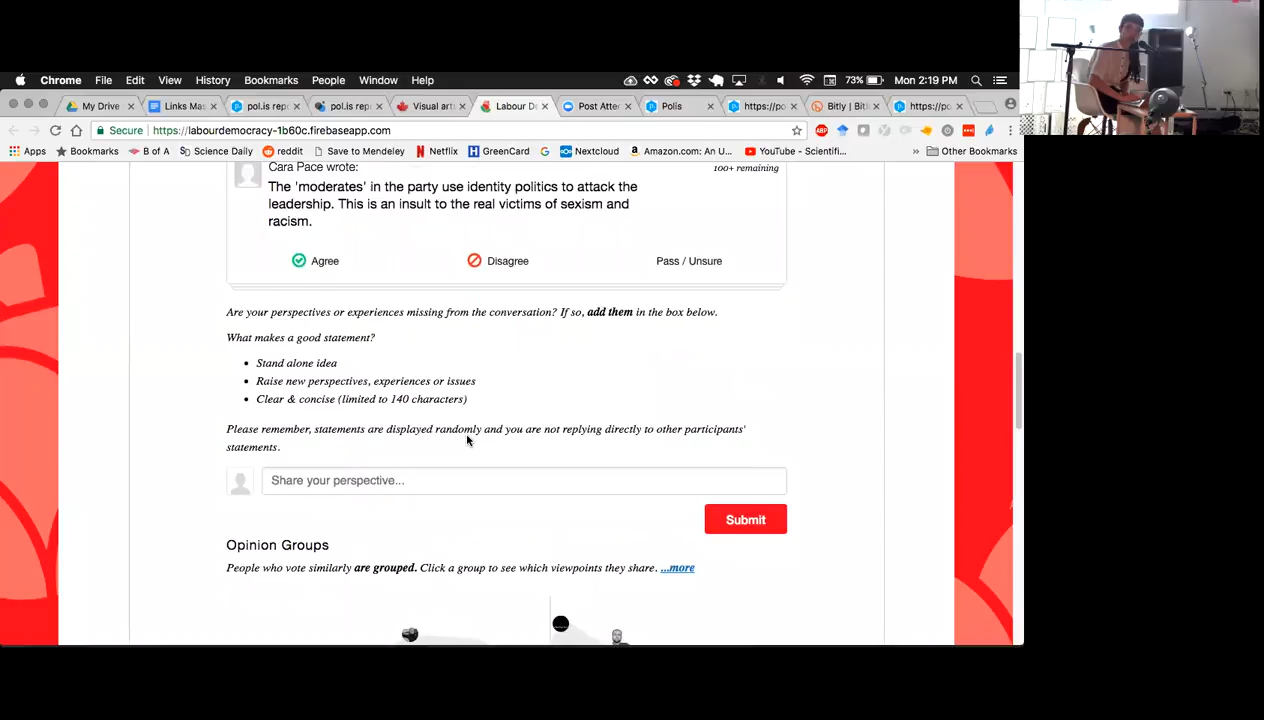 Chrome File Edit View History Bookmarks People Window Help 73% Mon 2:19 PM
My Drive Links Mas pol.is repo pol.is repo Visual arts Labour De Post Atten Polis https://po Bitly | Bitl https://po
Secure https://labourdemocracy-1b60c.firebaseapp.com
Apps Bookmarks B of A Science Daily reddit Save to Mendeley Netflix GreenCard Nextcloud Amazon.com: An U... YouTube - Scientifi... » Other Bookmarks
Cara Pace wrote: 100+ remaining
The 'moderates' in the party use identity politics to attack the
leadership. This is an insult to the real victims of sexism and
racism.
Agree Disagree Pass / Unsure
Are your perspectives or experiences missing from the conversation? If so, add them in the box below.
What makes a good statement?
• Stand alone idea
• Raise new perspectives, experiences or issues
• Clear & concise (limited to 140 characters)
Please remember, statements are displayed randomly and you are not replying directly to other participants'
statements.
Share your perspective...
Submit
Opinion Groups
People who vote similarly are grouped. Click a group to see which viewpoints they share. ...more